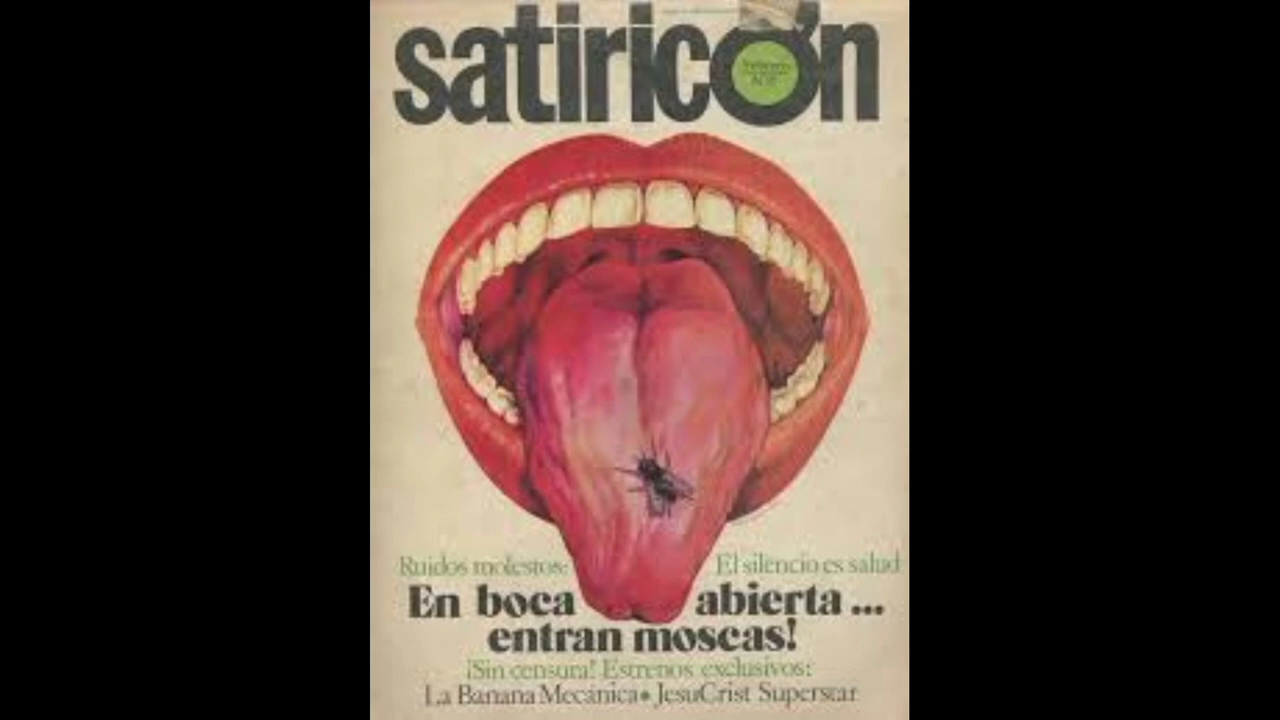 satiricón
Ruidos molestos: El silencio es salud
En boca abierta ...
entran moscas!
¡Sin censura! Estrenos exclusivos:
La Banana Mecánica • JesuCrist Superstar